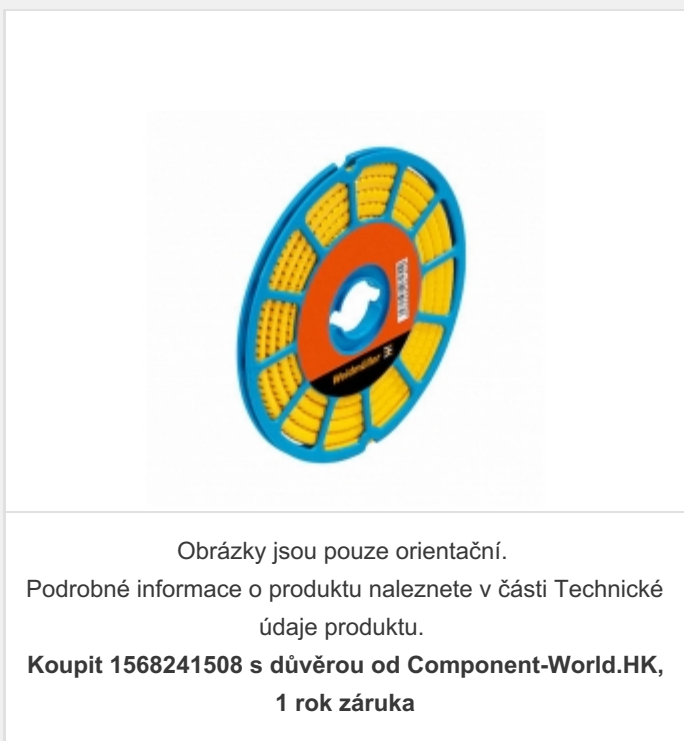 Weidmüller
Obrázky jsou pouze orientační.
Podrobné informace o produktu naleznete v části Technické
údaje produktu.
Koupit 1568241508 s důvěrou od Component-World.HK,
1 rok záruka